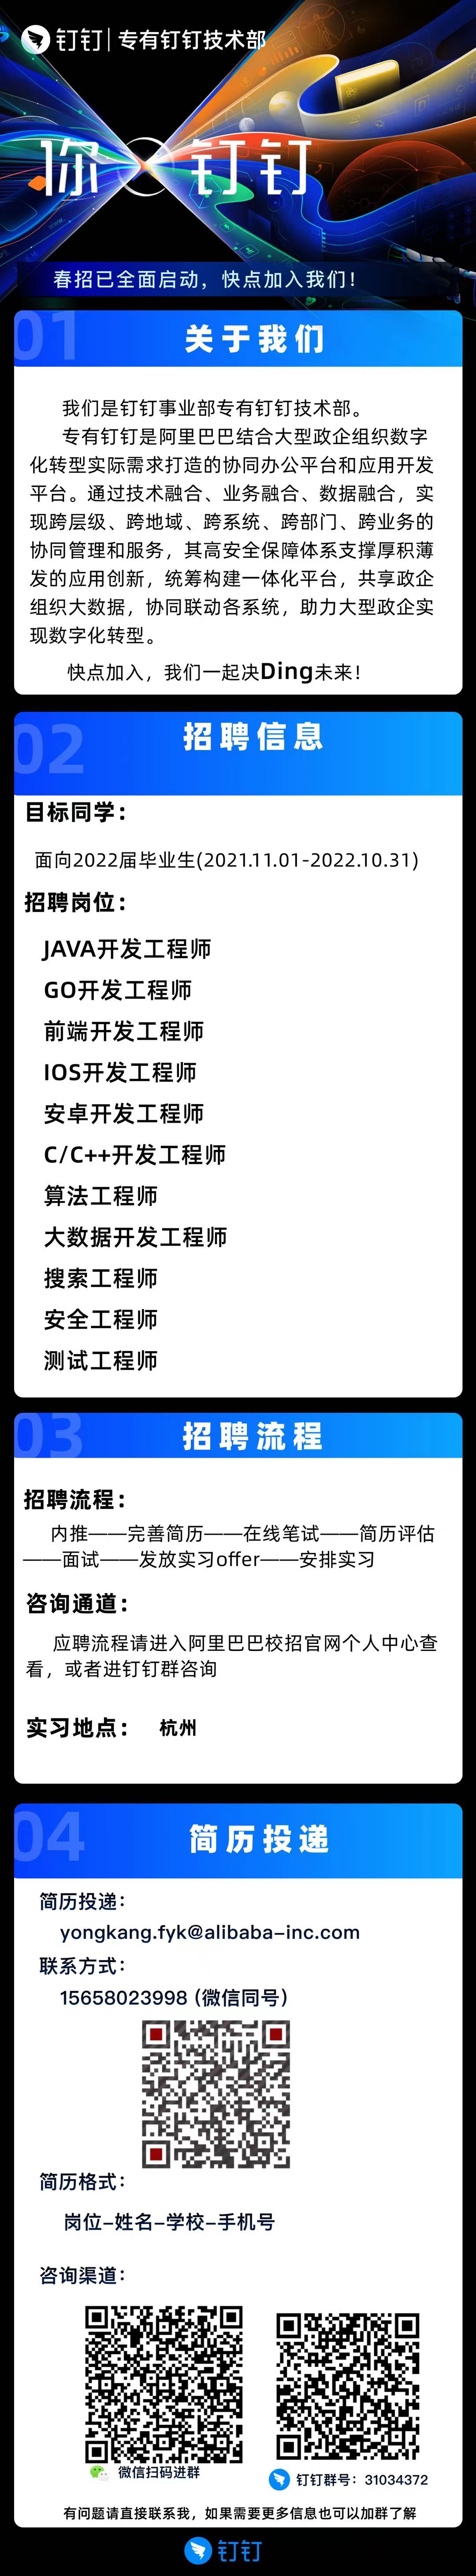 钉钉 | 专有钉钉技术部
你 钉钉
春招已全面启动，快点加入我们！
01
关于我们
我们是钉钉事业部专有钉钉技术部。
专有钉钉是阿里巴巴结合大型政企组织数字
化转型实际需求打造的协同办公平台和应用开发
平台。通过技术融合、业务融合、数据融合，实
现跨层级、跨地域、跨系统、跨部门、跨业务的
协同管理和服务，其高安全保障体系支撑厚积薄
发的应用创新，统筹构建一体化平台，共享政企
组织大数据，协同联动各系统，助力大型政企实
现数字化转型。
快点加入，我们一起决Ding未来！
02
招聘信息
目标同学：
面向2022届毕业生(2021.11.01-2022.10.31)
招聘岗位：
JAVA开发工程师
GO开发工程师
前端开发工程师
IOS开发工程师
安卓开发工程师
C/C++开发工程师
算法工程师
大数据开发工程师
搜索工程师
安全工程师
测试工程师
03
招聘流程
招聘流程：
内推——完善简历——在线笔试——简历评估
——面试——发放实习offer——安排实习
咨询通道：
应聘流程请进入阿里巴巴校招官网个人中心查
看，或者进钉钉群咨询
实习地点： 杭州
04
简历投递
简历投递：
yongkang.fyk@alibaba-inc.com
联系方式：
15658023998（微信同号）
简历格式：
岗位-姓名-学校-手机号
咨询渠道：
微信扫码进群
钉钉群号：31034372
有问题请直接联系我，如果需要更多信息也可以加群了解
钉钉